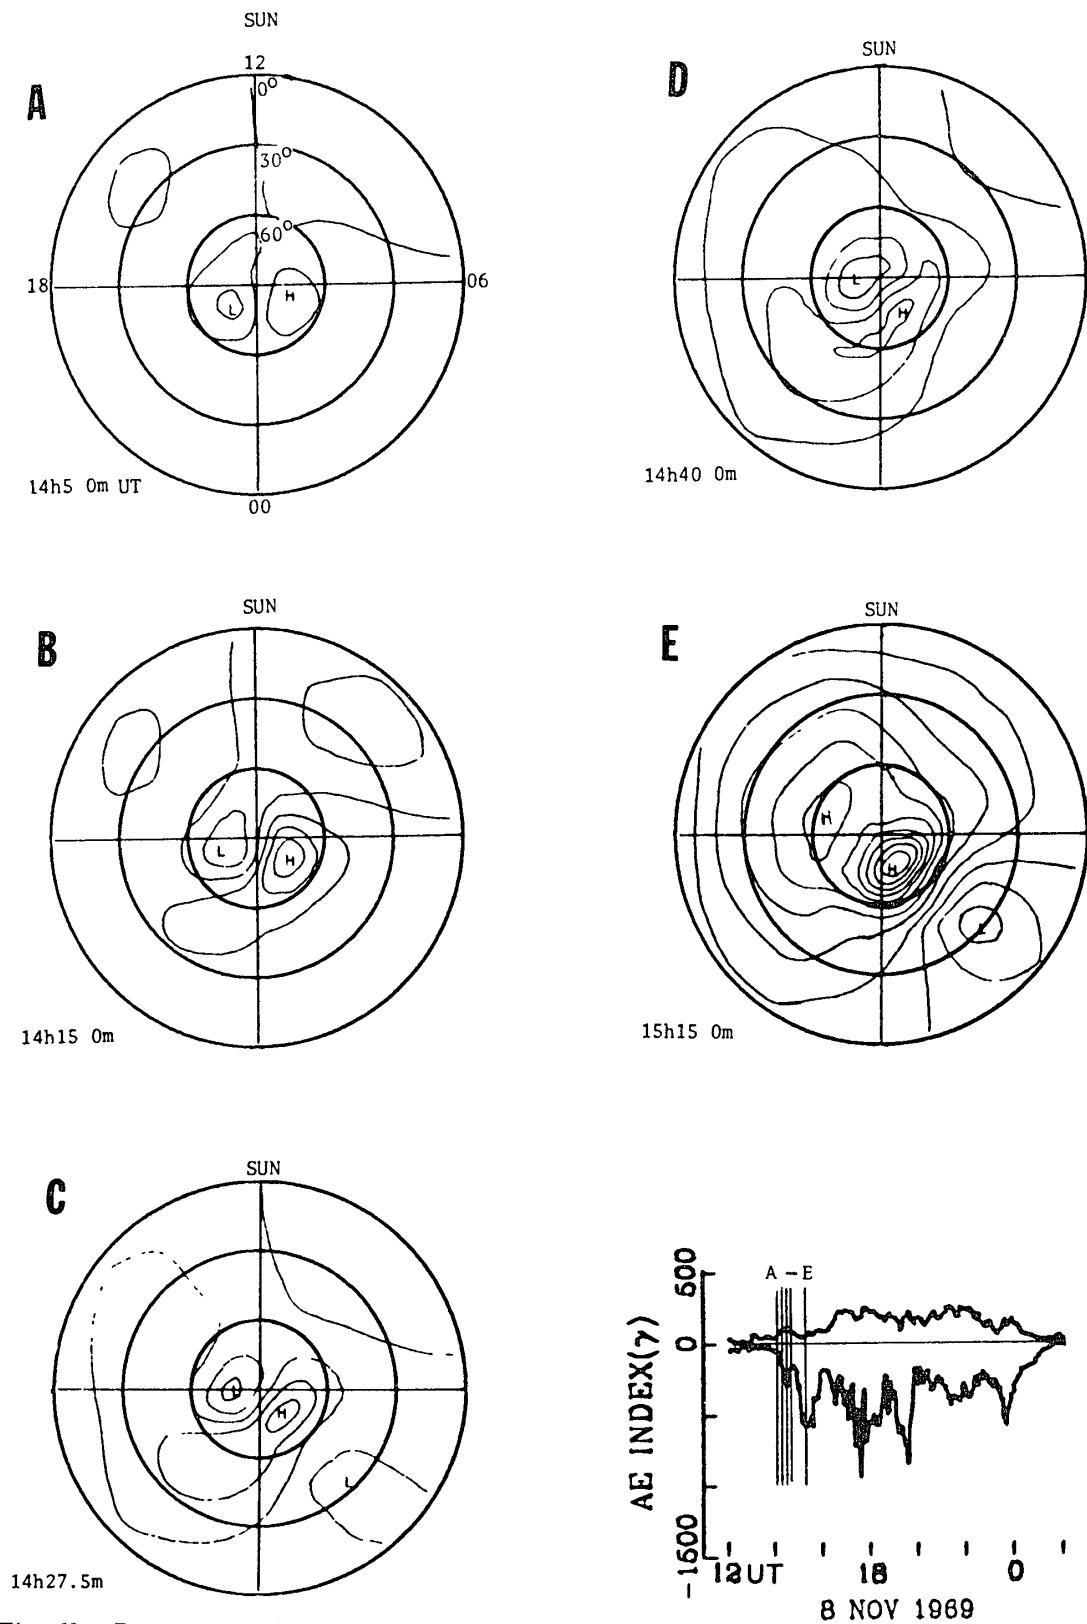 A
SUN
12
0°
30°
60°
18
06
L
H
14h5 0m UT
00
B
SUN
L
H
14h15 0m
C
SUN
L
H
L
14h27.5m
D
SUN
L
H
14h40 0m
E
SUN
H
H
L
15h15 0m
A – E
500
0
-1500
AE INDEX(γ)
12UT
18
0
8 NOV 1969